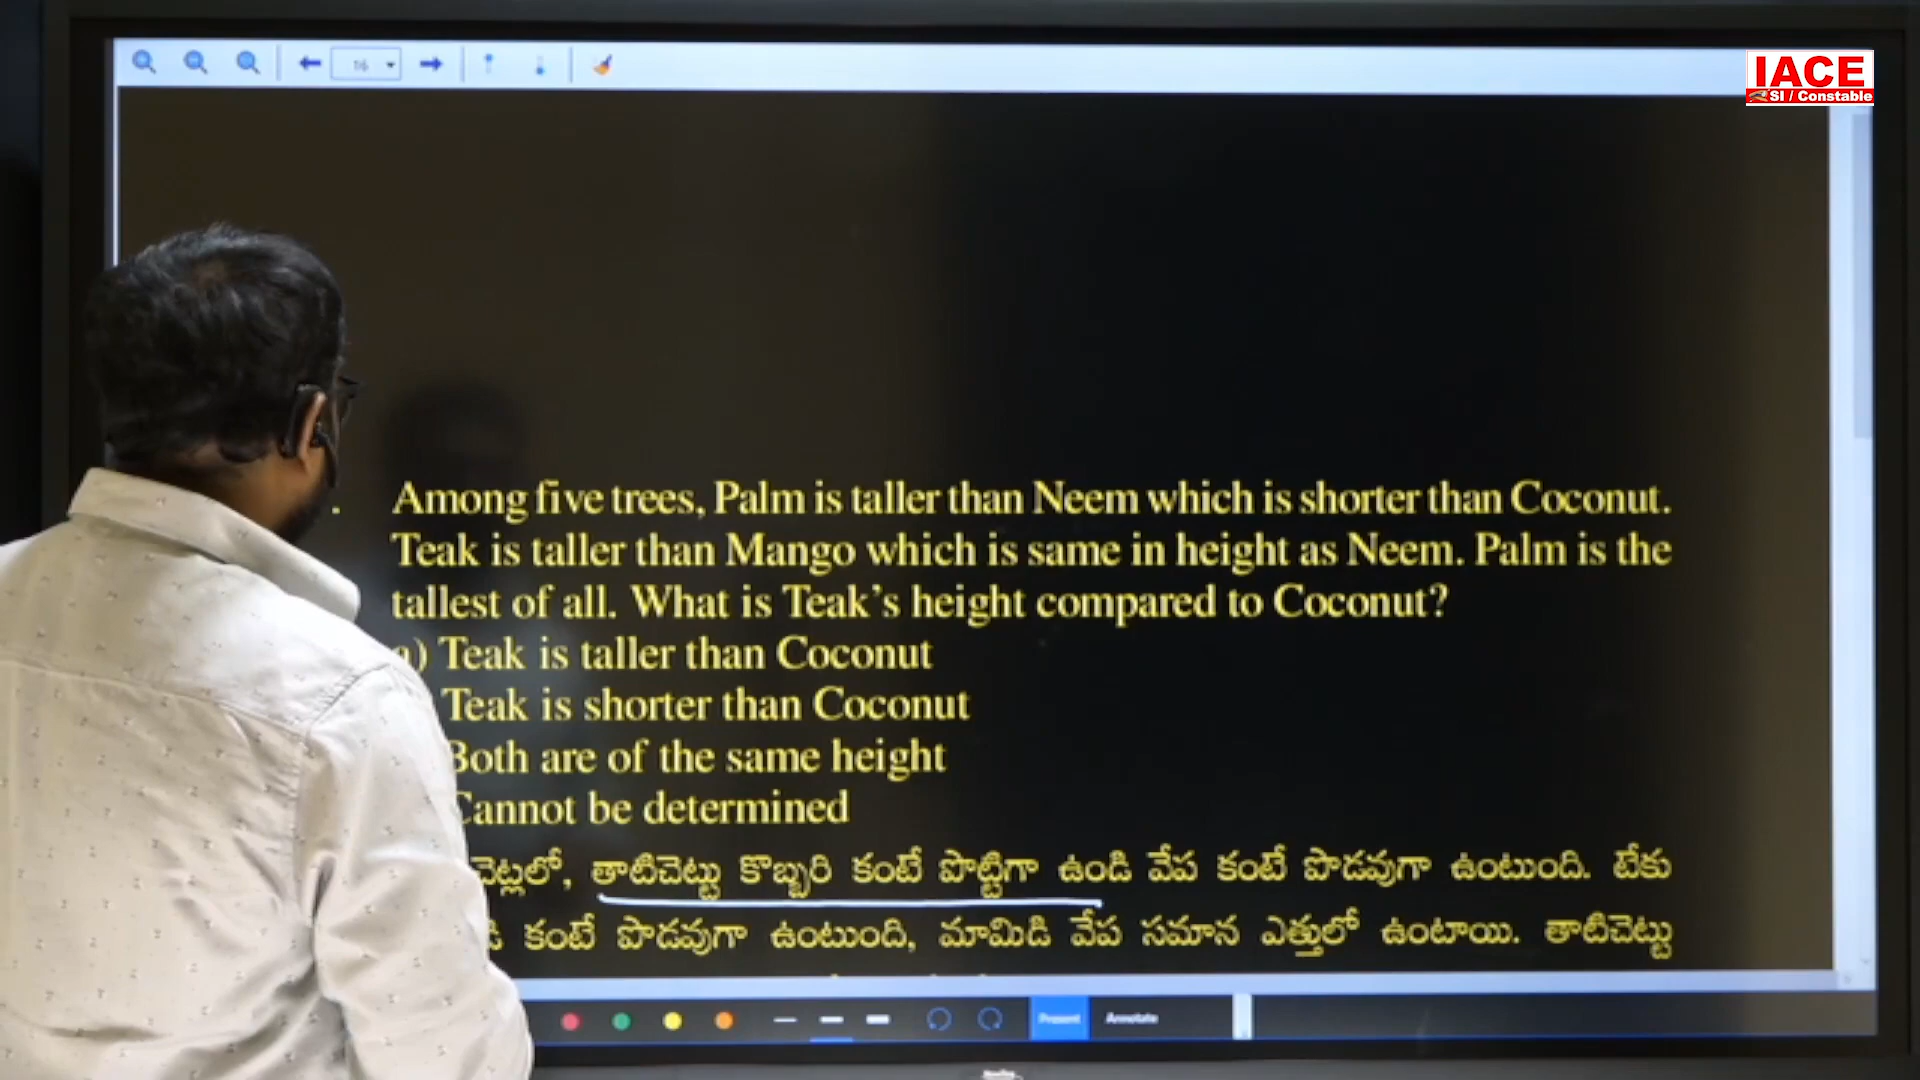 IACE
SI / Constable
16
. Among five trees, Palm is taller than Neem which is shorter than Coconut.
Teak is taller than Mango which is same in height as Neem. Palm is the
tallest of all. What is Teak's height compared to Coconut?
a) Teak is taller than Coconut
Teak is shorter than Coconut
Both are of the same height
Cannot be determined
చెట్లలో, తాటిచెట్టు కొబ్బరి కంటే పొట్టిగా ఉండి వేప కంటే పొడవుగా ఉంటుంది. టేకు
కంటే పొడవుగా ఉంటుంది, మామిడి వేప సమాన ఎత్తులో ఉంటాయి. తాటిచెట్టు
Present Annotate